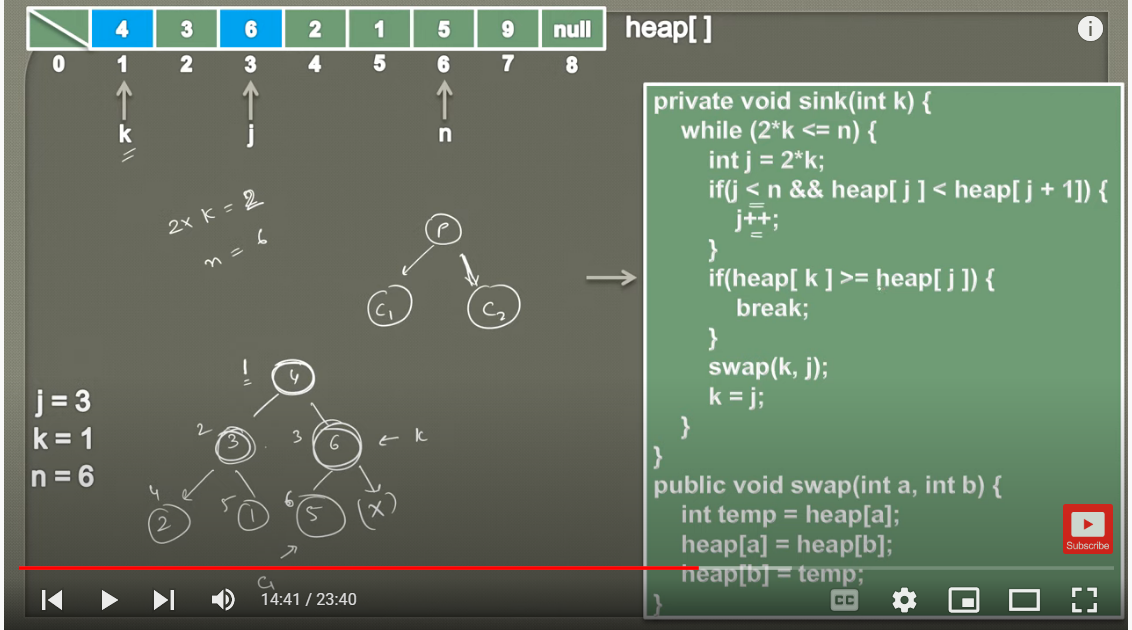 4 3 6 2 1 5 9 null heap[ ]
0 1 2 3 4 5 6 7 8
k j n
2 x k = 2
n = 6
P
C1 C2
1 4
2 3 3 6 ← k
4 2 5 1 6 5 (x)
j = 3
k = 1
n = 6
private void sink(int k) {
while (2*k <= n) {
int j = 2*k;
if(j < n && heap[ j ] < heap[ j + 1]) {
j++;
}
if(heap[ k ] >= heap[ j ]) {
break;
}
swap(k, j);
k = j;
}
}
public void swap(int a, int b) {
int temp = heap[a];
heap[a] = heap[b];
heap[b] = temp;
}
i
Subscribe
14:41 / 23:40
CC